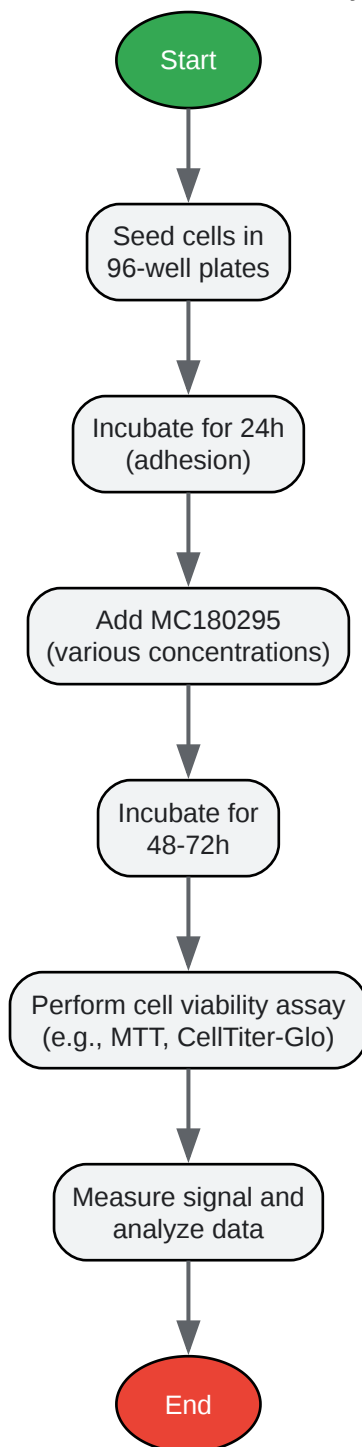 Start
Seed cells in
96-well plates
Incubate for 24h
(adhesion)
Add MC180295
(various concentrations)
Incubate for
48-72h
Perform cell viability assay
(e.g., MTT, CellTiter-Glo)
Measure signal and
analyze data
End